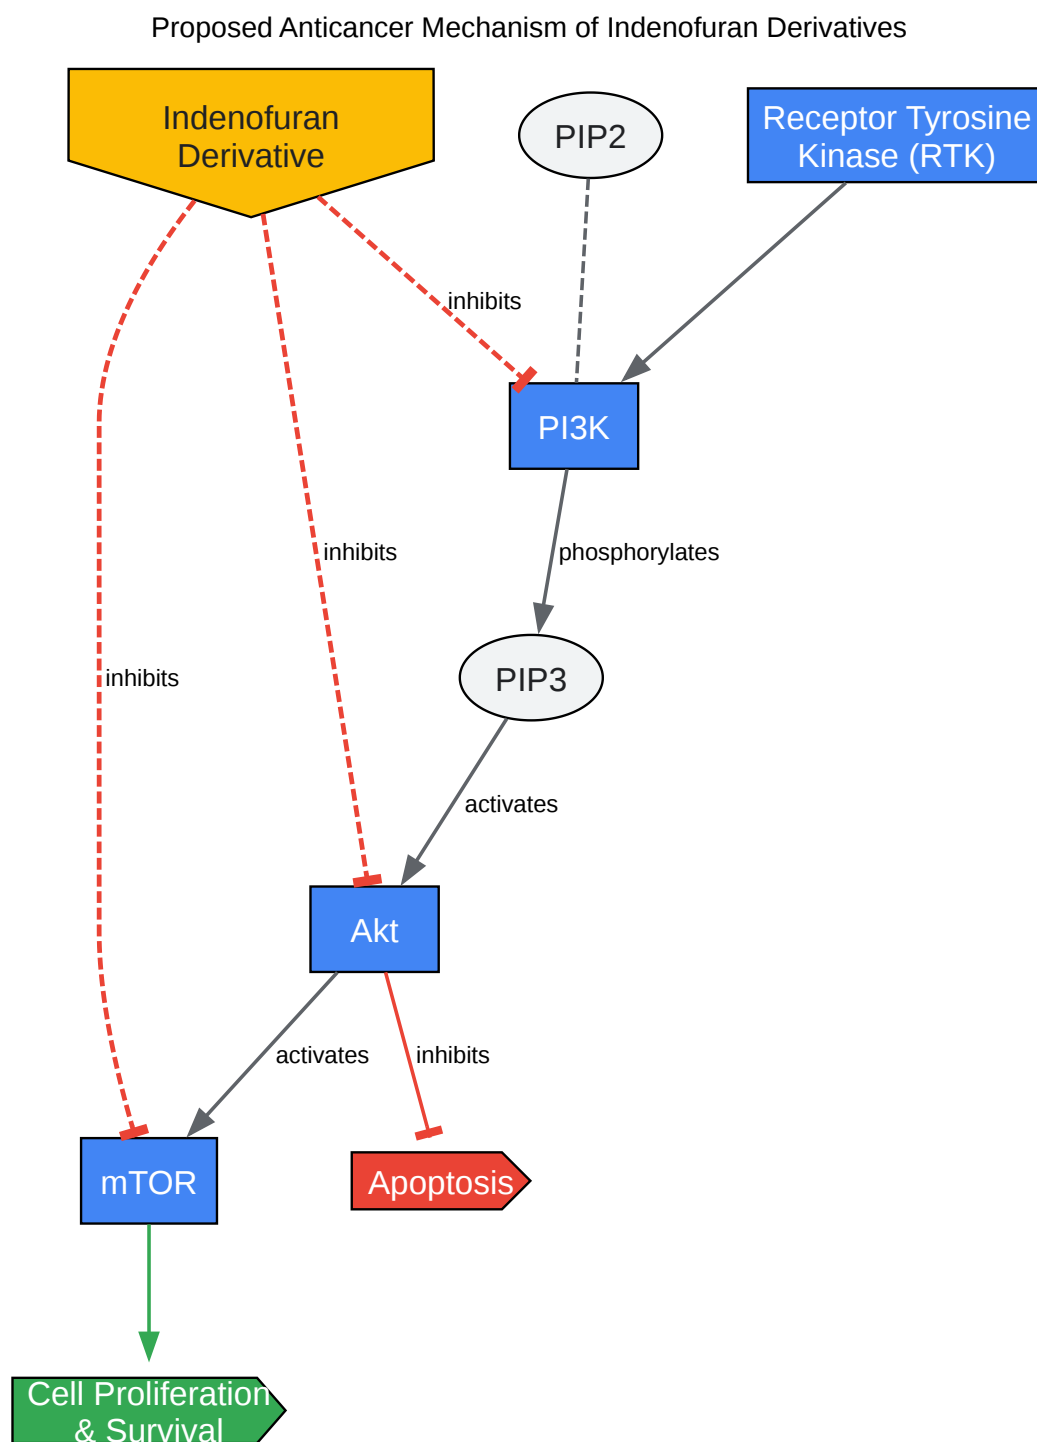 Proposed Anticancer Mechanism of Indenofuran Derivatives
Indenofuran
Derivative
PIP2
Receptor Tyrosine
Kinase (RTK)
inhibits
PI3K
inhibits
phosphorylates
inhibits
PIP3
activates
Akt
activates
inhibits
mTOR
Apoptosis
Cell Proliferation
& Survival